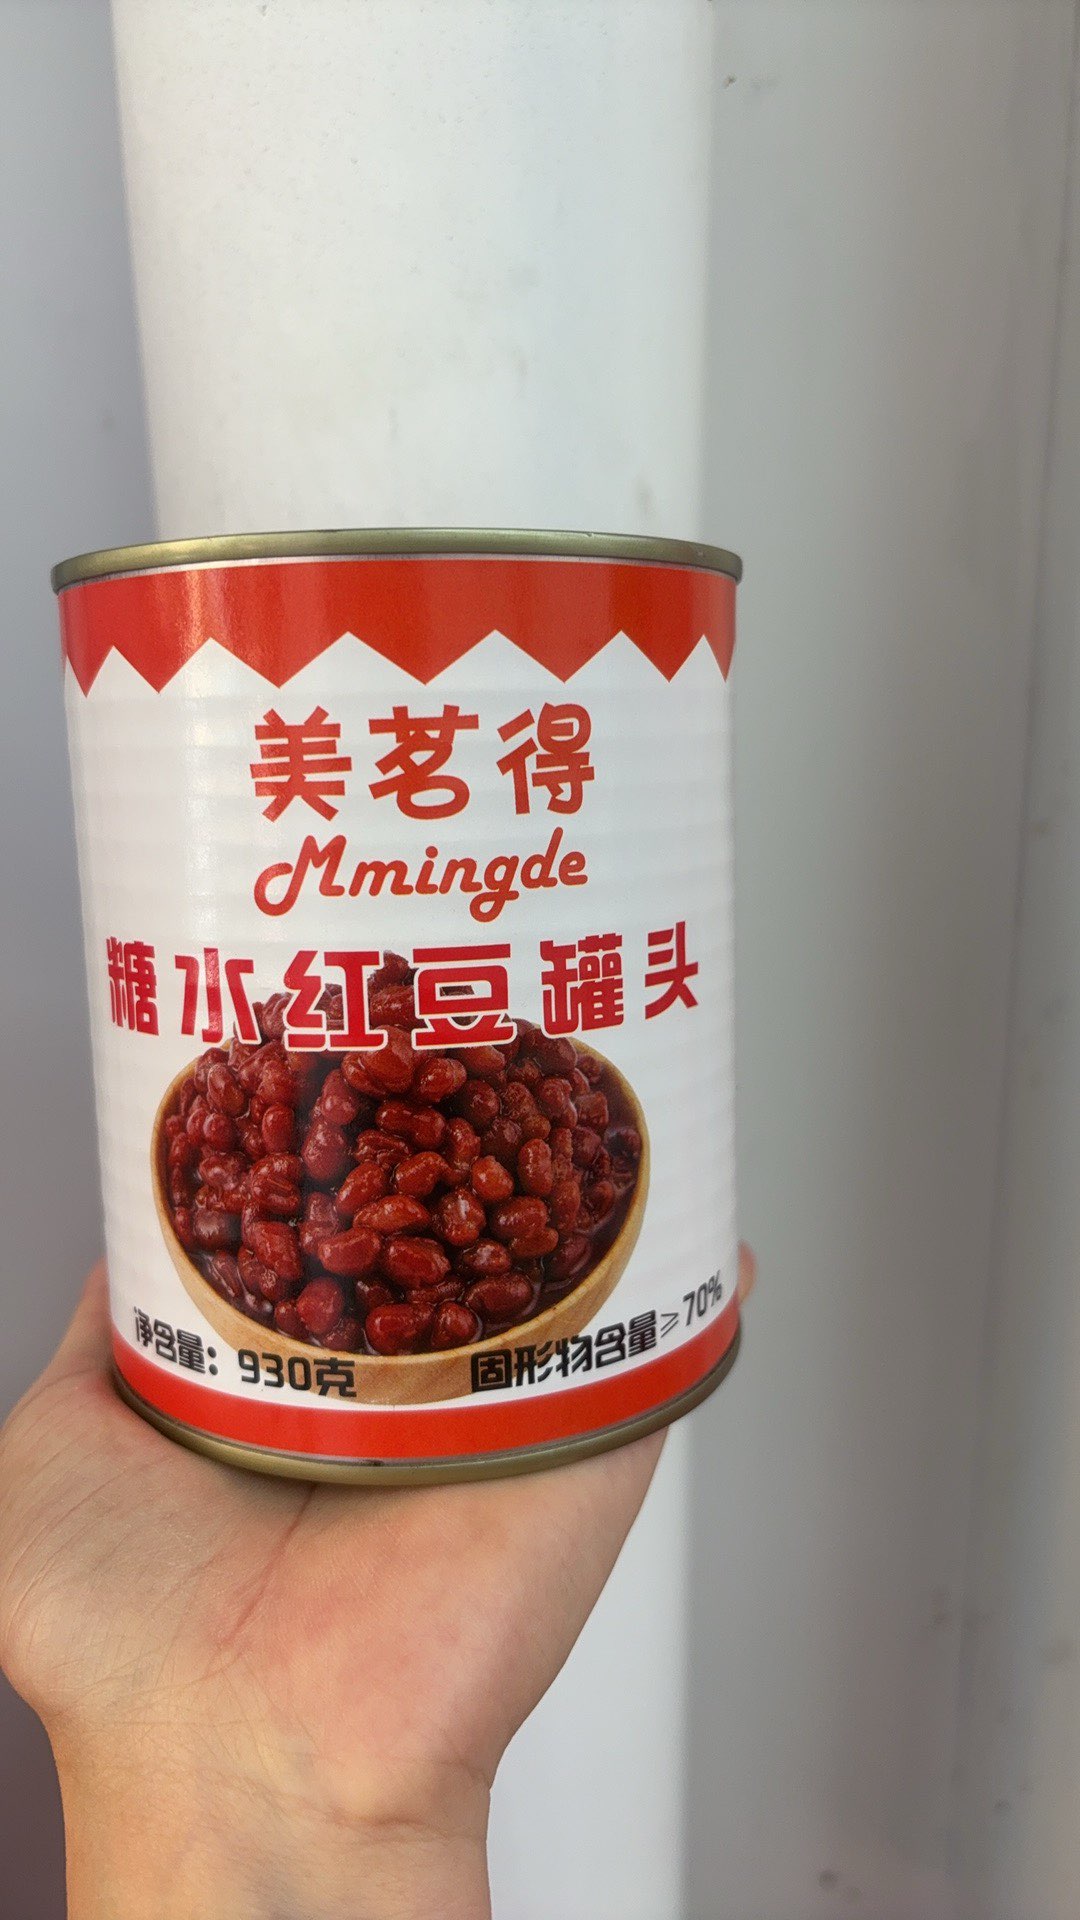 美茗得
Mmingde
糖水红豆罐头
净含量：930克
固形物含量≥70%